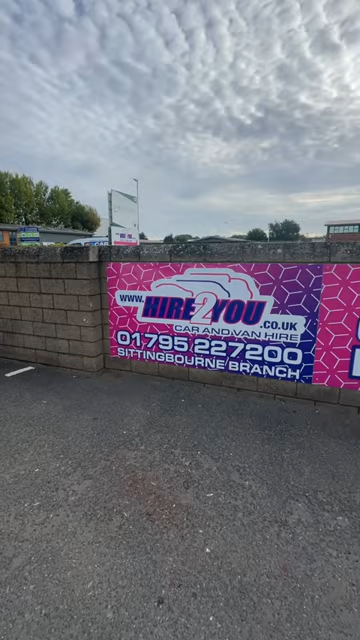 www.HIRE2YOU.co.uk
CAR AND VAN HIRE
01795 227200
SITTINGBOURNE BRANCH